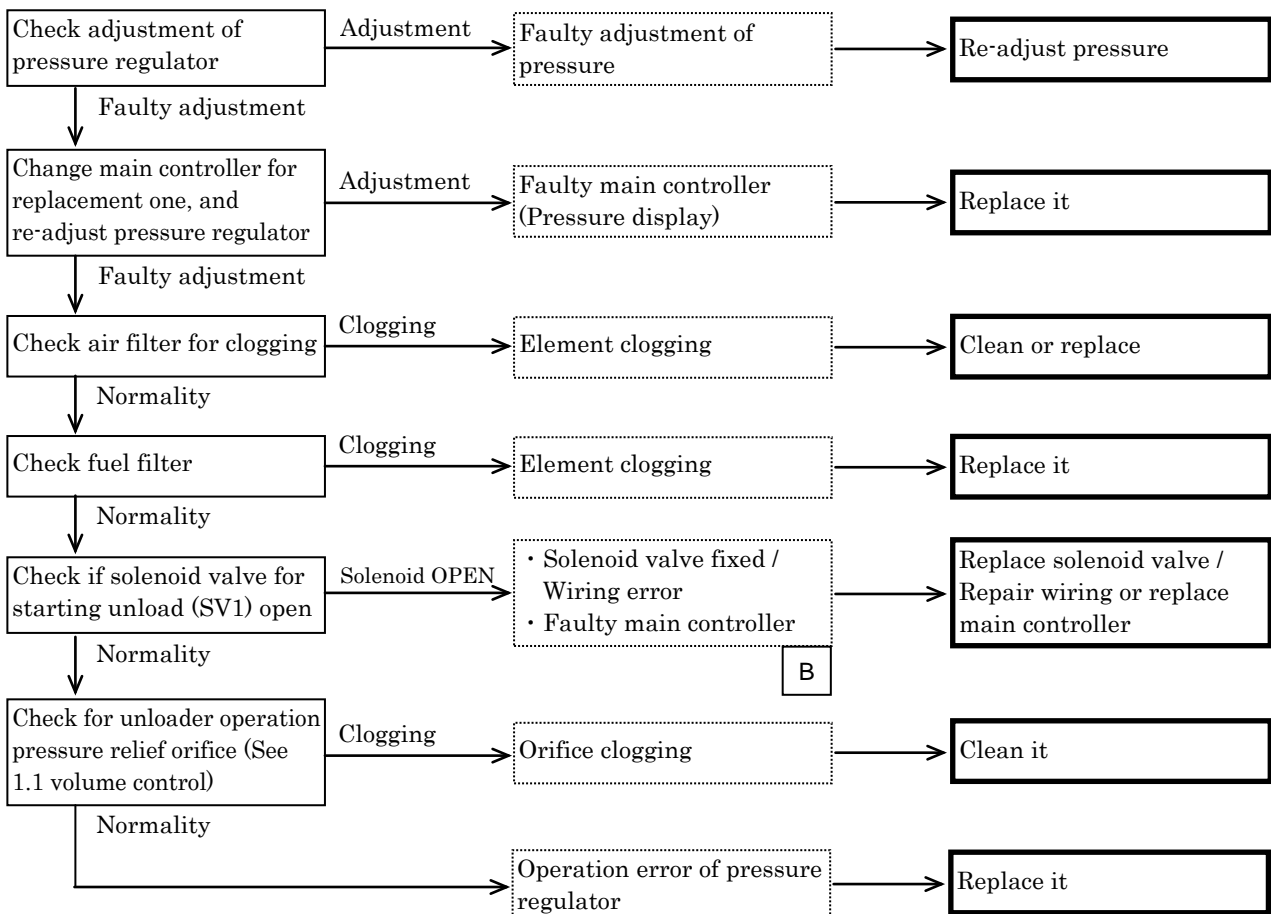 Check adjustment of
pressure regulator
Adjustment
Faulty adjustment of
pressure
Re-adjust pressure
Faulty adjustment
Change main controller for
replacement one, and
re-adjust pressure regulator
Adjustment
Faulty main controller
(Pressure display)
Replace it
Faulty adjustment
Check air filter for clogging
Clogging
Element clogging
Clean or replace
Normality
Check fuel filter
Clogging
Element clogging
Replace it
Normality
Check if solenoid valve for
starting unload (SV1) open
Solenoid OPEN
・Solenoid valve fixed /
Wiring error
・Faulty main controller
B
Replace solenoid valve /
Repair wiring or replace
main controller
Normality
Check for unloader operation
pressure relief orifice (See
1.1 volume control)
Clogging
Orifice clogging
Clean it
Normality
Operation error of pressure
regulator
Replace it